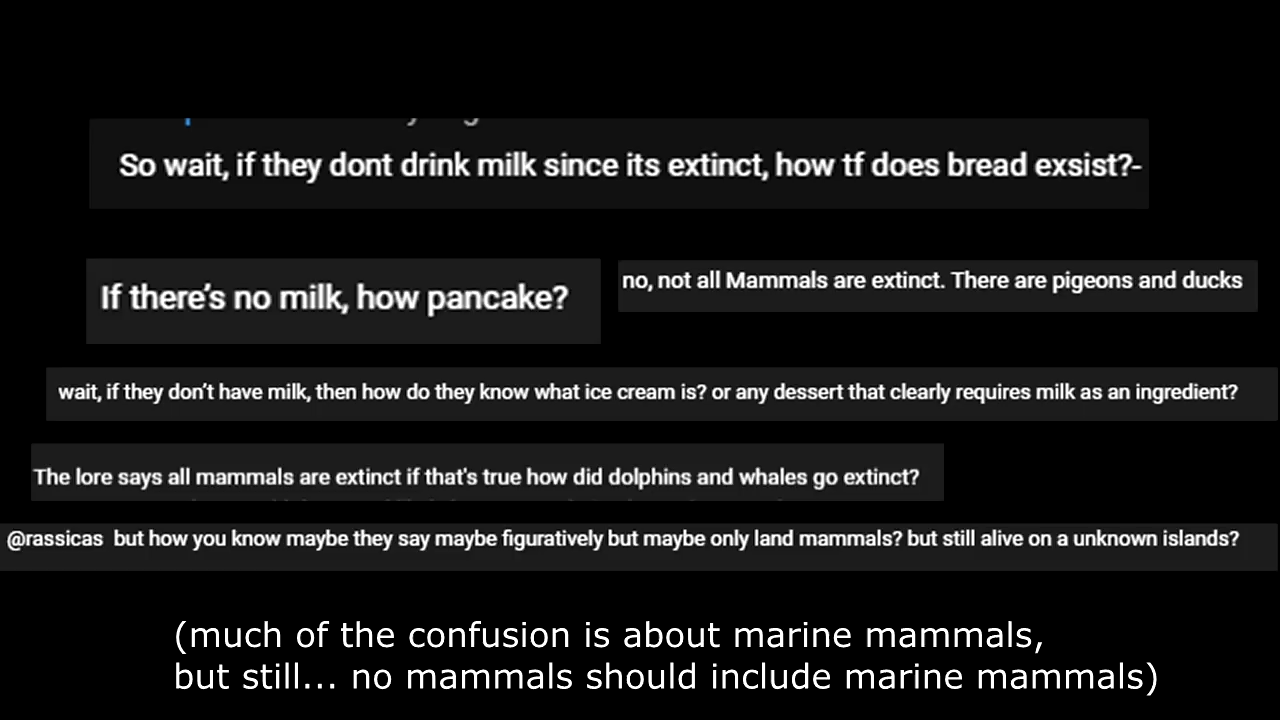 So wait, if they dont drink milk since its extinct, how tf does bread exsist?-
If there's no milk, how pancake?
no, not all Mammals are extinct. There are pigeons and ducks
wait, if they don't have milk, then how do they know what ice cream is? or any dessert that clearly requires milk as an ingredient?
The lore says all mammals are extinct if that's true how did dolphins and whales go extinct?
@rassicas but how you know maybe they say maybe figuratively but maybe only land mammals? but still alive on a unknown islands?
(much of the confusion is about marine mammals,
but still... no mammals should include marine mammals)